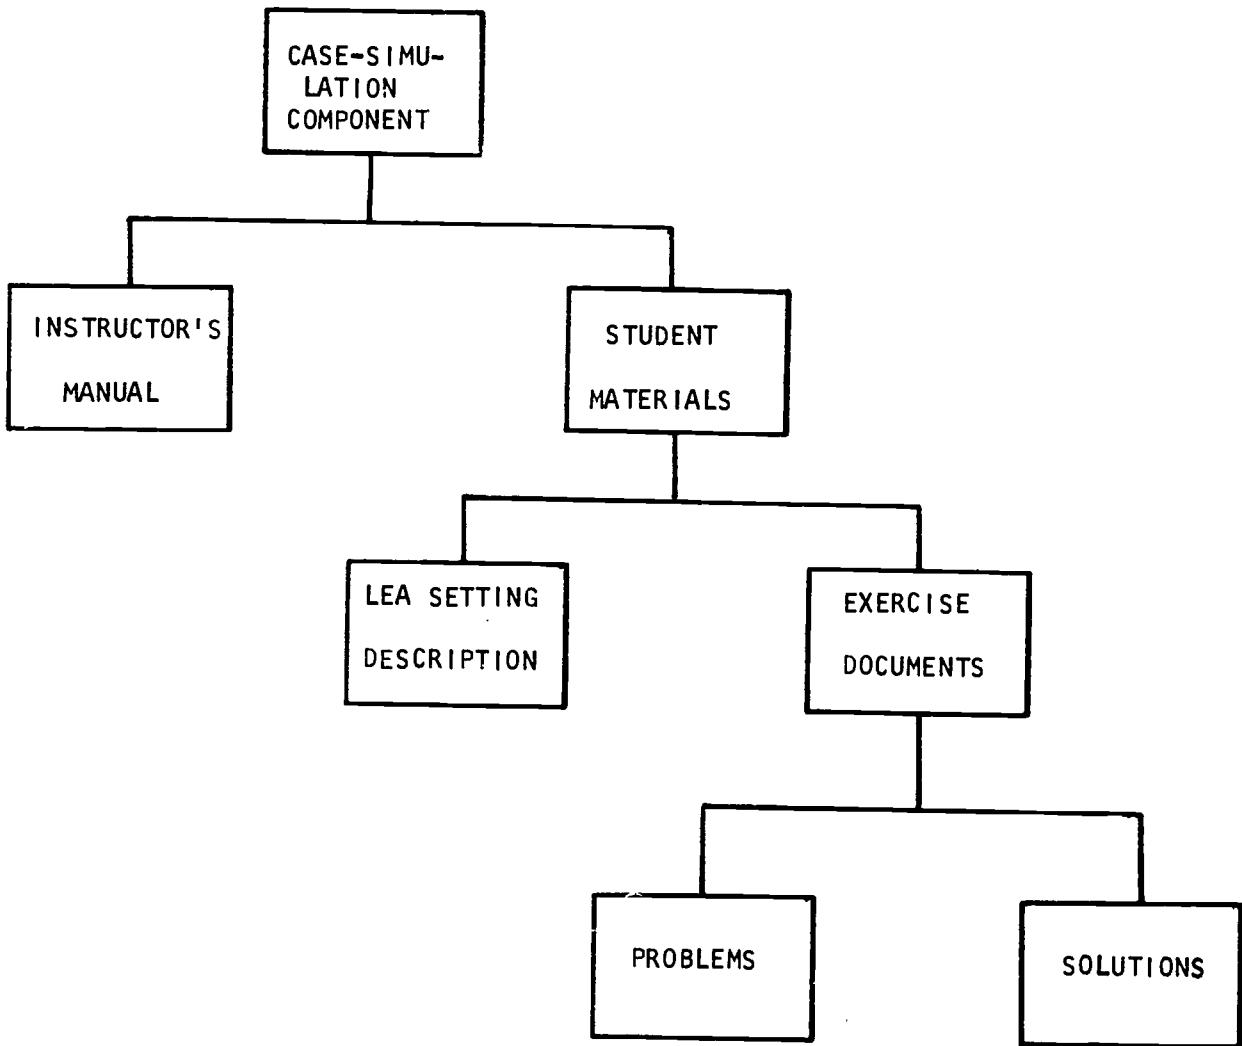 CASE-SIMU-
LATION
COMPONENT
INSTRUCTOR'S
MANUAL
STUDENT
MATERIALS
LEA SETTING
DESCRIPTION
EXERCISE
DOCUMENTS
PROBLEMS
SOLUTIONS